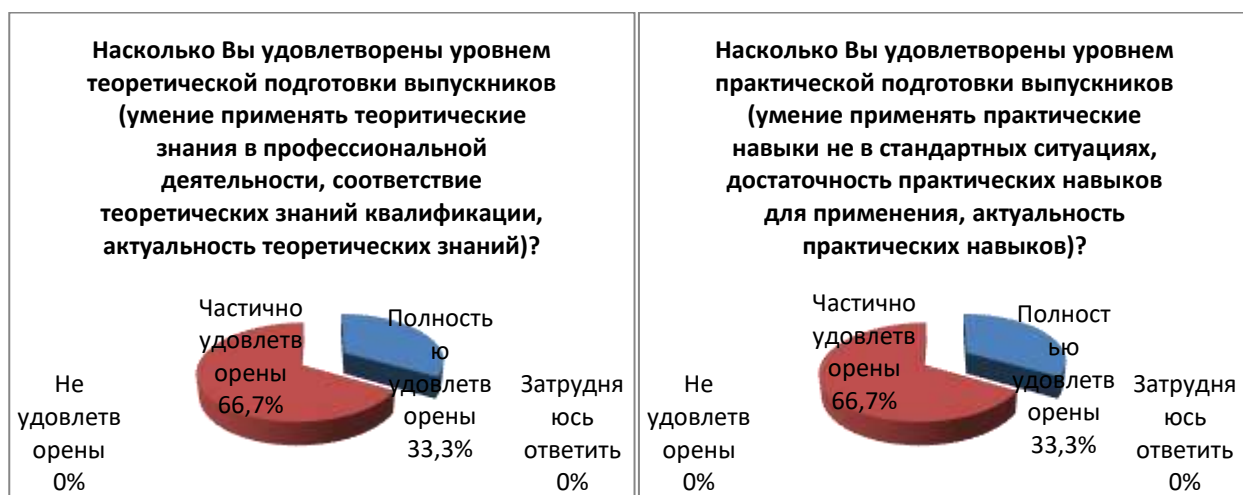 Насколько Вы удовлетворены уровнем
теоретической подготовки выпускников
(умение применять теоритические
знания в профессиональной
деятельности, соответствие
теоретических знаний квалификации,
актуальность теоретических знаний)?
Частично
удовлетв
орены
66,7%
Полность
ю
удовлетв
орены
33,3%
Не
удовлетв
орены
0%
Затрудня
юсь
ответить
0%
Насколько Вы удовлетворены уровнем
практической подготовки выпускников
(умение применять практические
навыки не в стандартных ситуациях,
достаточность практических навыков
для применения, актуальность
практических навыков)?
Частично
удовлетв
орены
66,7%
Полност
ью
удовлетв
орены
33,3%
Не
удовлетв
орены
0%
Затрудня
юсь
ответить
0%